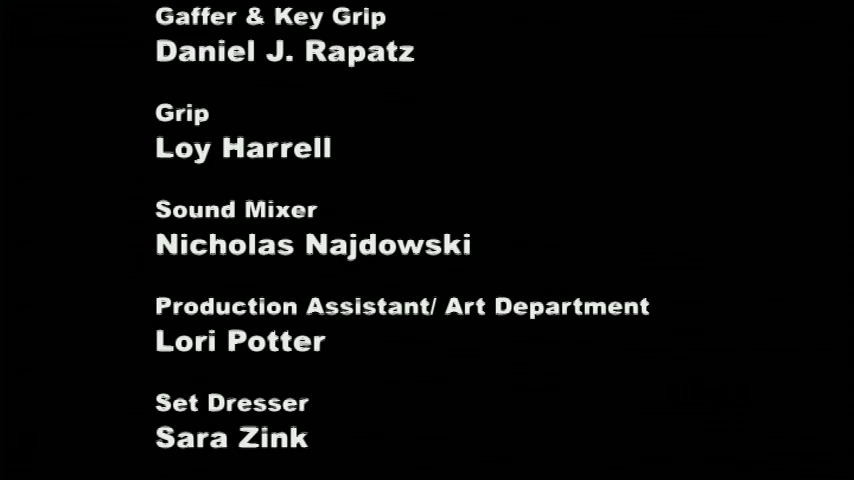 Gaffer & Key Grip
Daniel J. Rapatz
Grip
Loy Harrell
Sound Mixer
Nicholas Najdowski
Production Assistant/ Art Department
Lori Potter
Set Dresser
Sara Zink